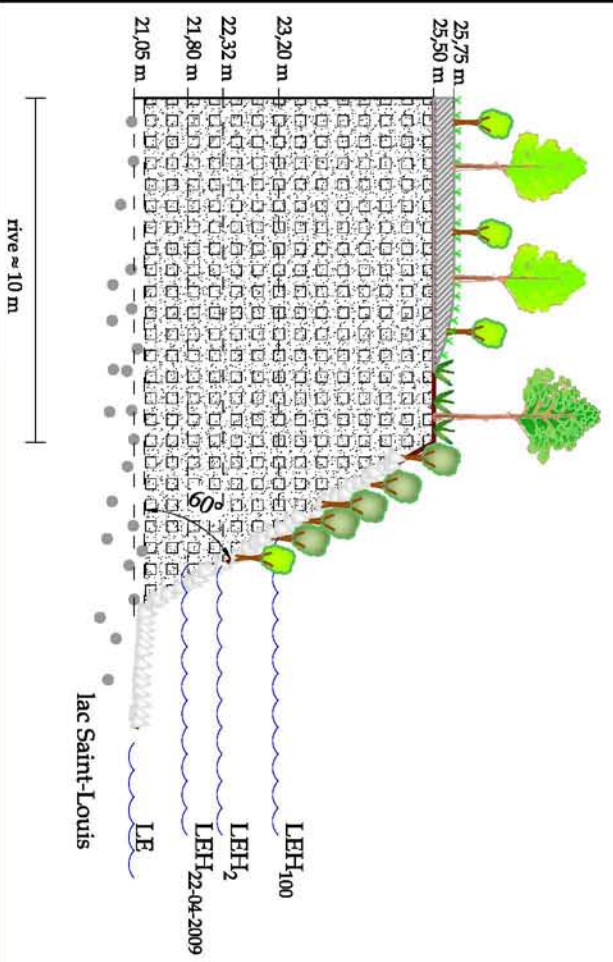 25,75 m
25,50 m
23,20 m
22,32 m
21,80 m
21,05 m
60°
LEH100
LEH2
LEH22-04-2009
LE
lac Saint-Louis
rive ≈ 10 m